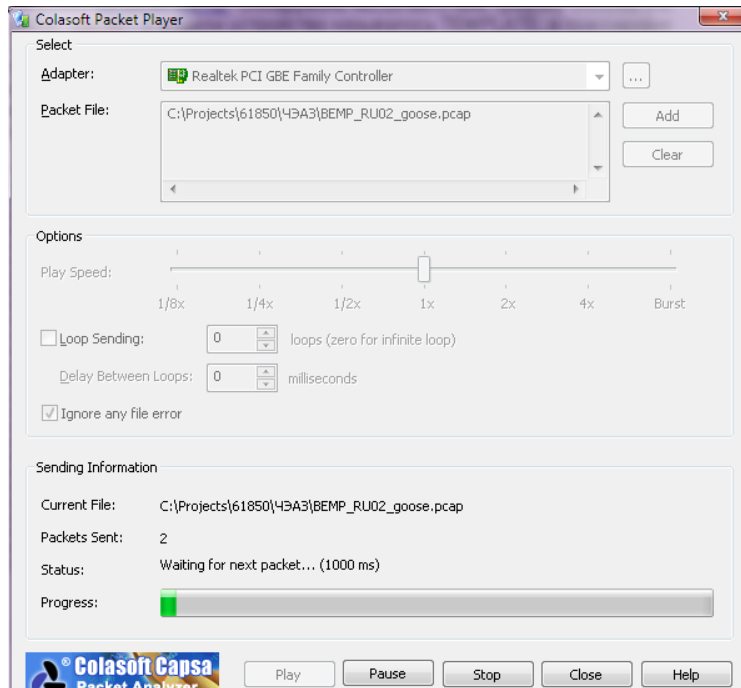 Colasoft Packet Player
Select
Adapter:
Realtek PCI GBE Family Controller
...
Packet File:
C:\Projects\61850\ЧЭАЗ\BEMP_RU02_goose.pcap
Add
Clear
Options
Play Speed:
1/8x 1/4x 1/2x 1x 2x 4x Burst
Loop Sending: 0 loops (zero for infinite loop)
Delay Between Loops: 0 milliseconds
Ignore any file error
Sending Information
Current File: C:\Projects\61850\ЧЭАЗ\BEMP_RU02_goose.pcap
Packets Sent: 2
Status: Waiting for next packet... (1000 ms)
Progress:
® Colasoft Capsa
Packet Analyzer
Play Pause Stop Close Help